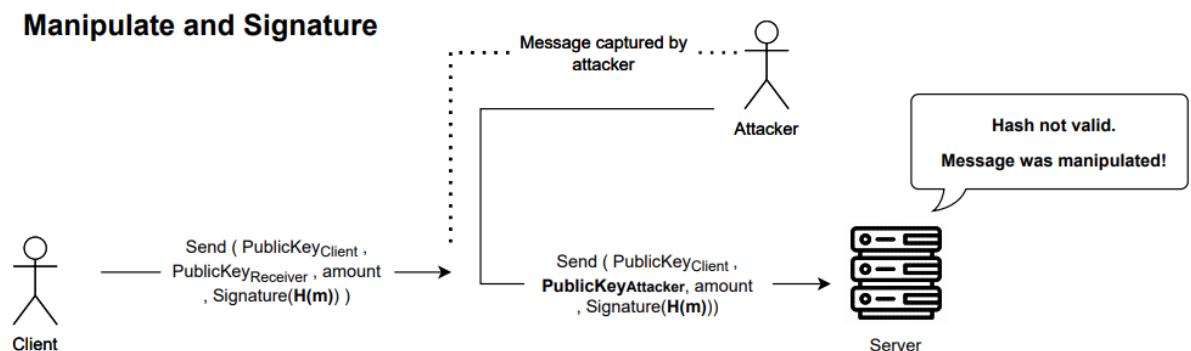 Manipulate and Signature
Message captured by
attacker
Attacker
Hash not valid.
Message was manipulated!
Send ( PublicKeyClient ,
PublicKeyReceiver , amount
, Signature(H(m)) )
Send ( PublicKeyClient ,
PublicKeyAttacker, amount
, Signature(H(m)))
Client
Server